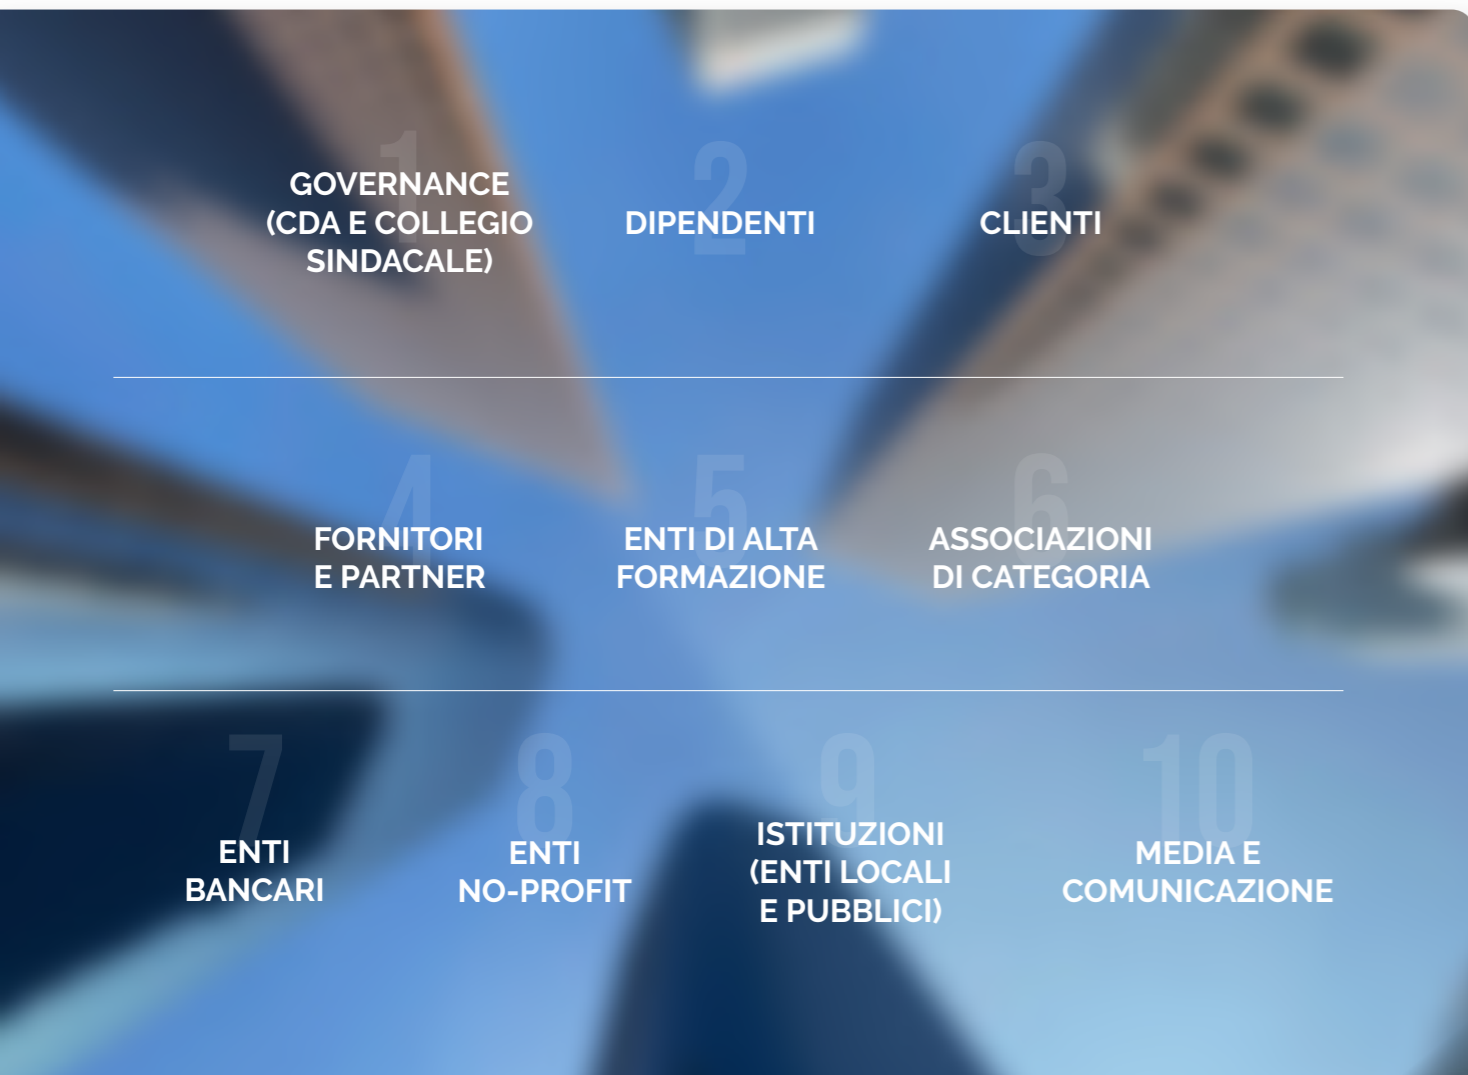 1
GOVERNANCE
(CDA E COLLEGIO
SINDACALE)
2
DIPENDENTI
3
CLIENTI
4
FORNITORI
E PARTNER
5
ENTI DI ALTA
FORMAZIONE
6
ASSOCIAZIONI
DI CATEGORIA
7
ENTI
BANCARI
8
ENTI
NO-PROFIT
9
ISTITUZIONI
(ENTI LOCALI
E PUBBLICI)
10
MEDIA E
COMUNICAZIONE